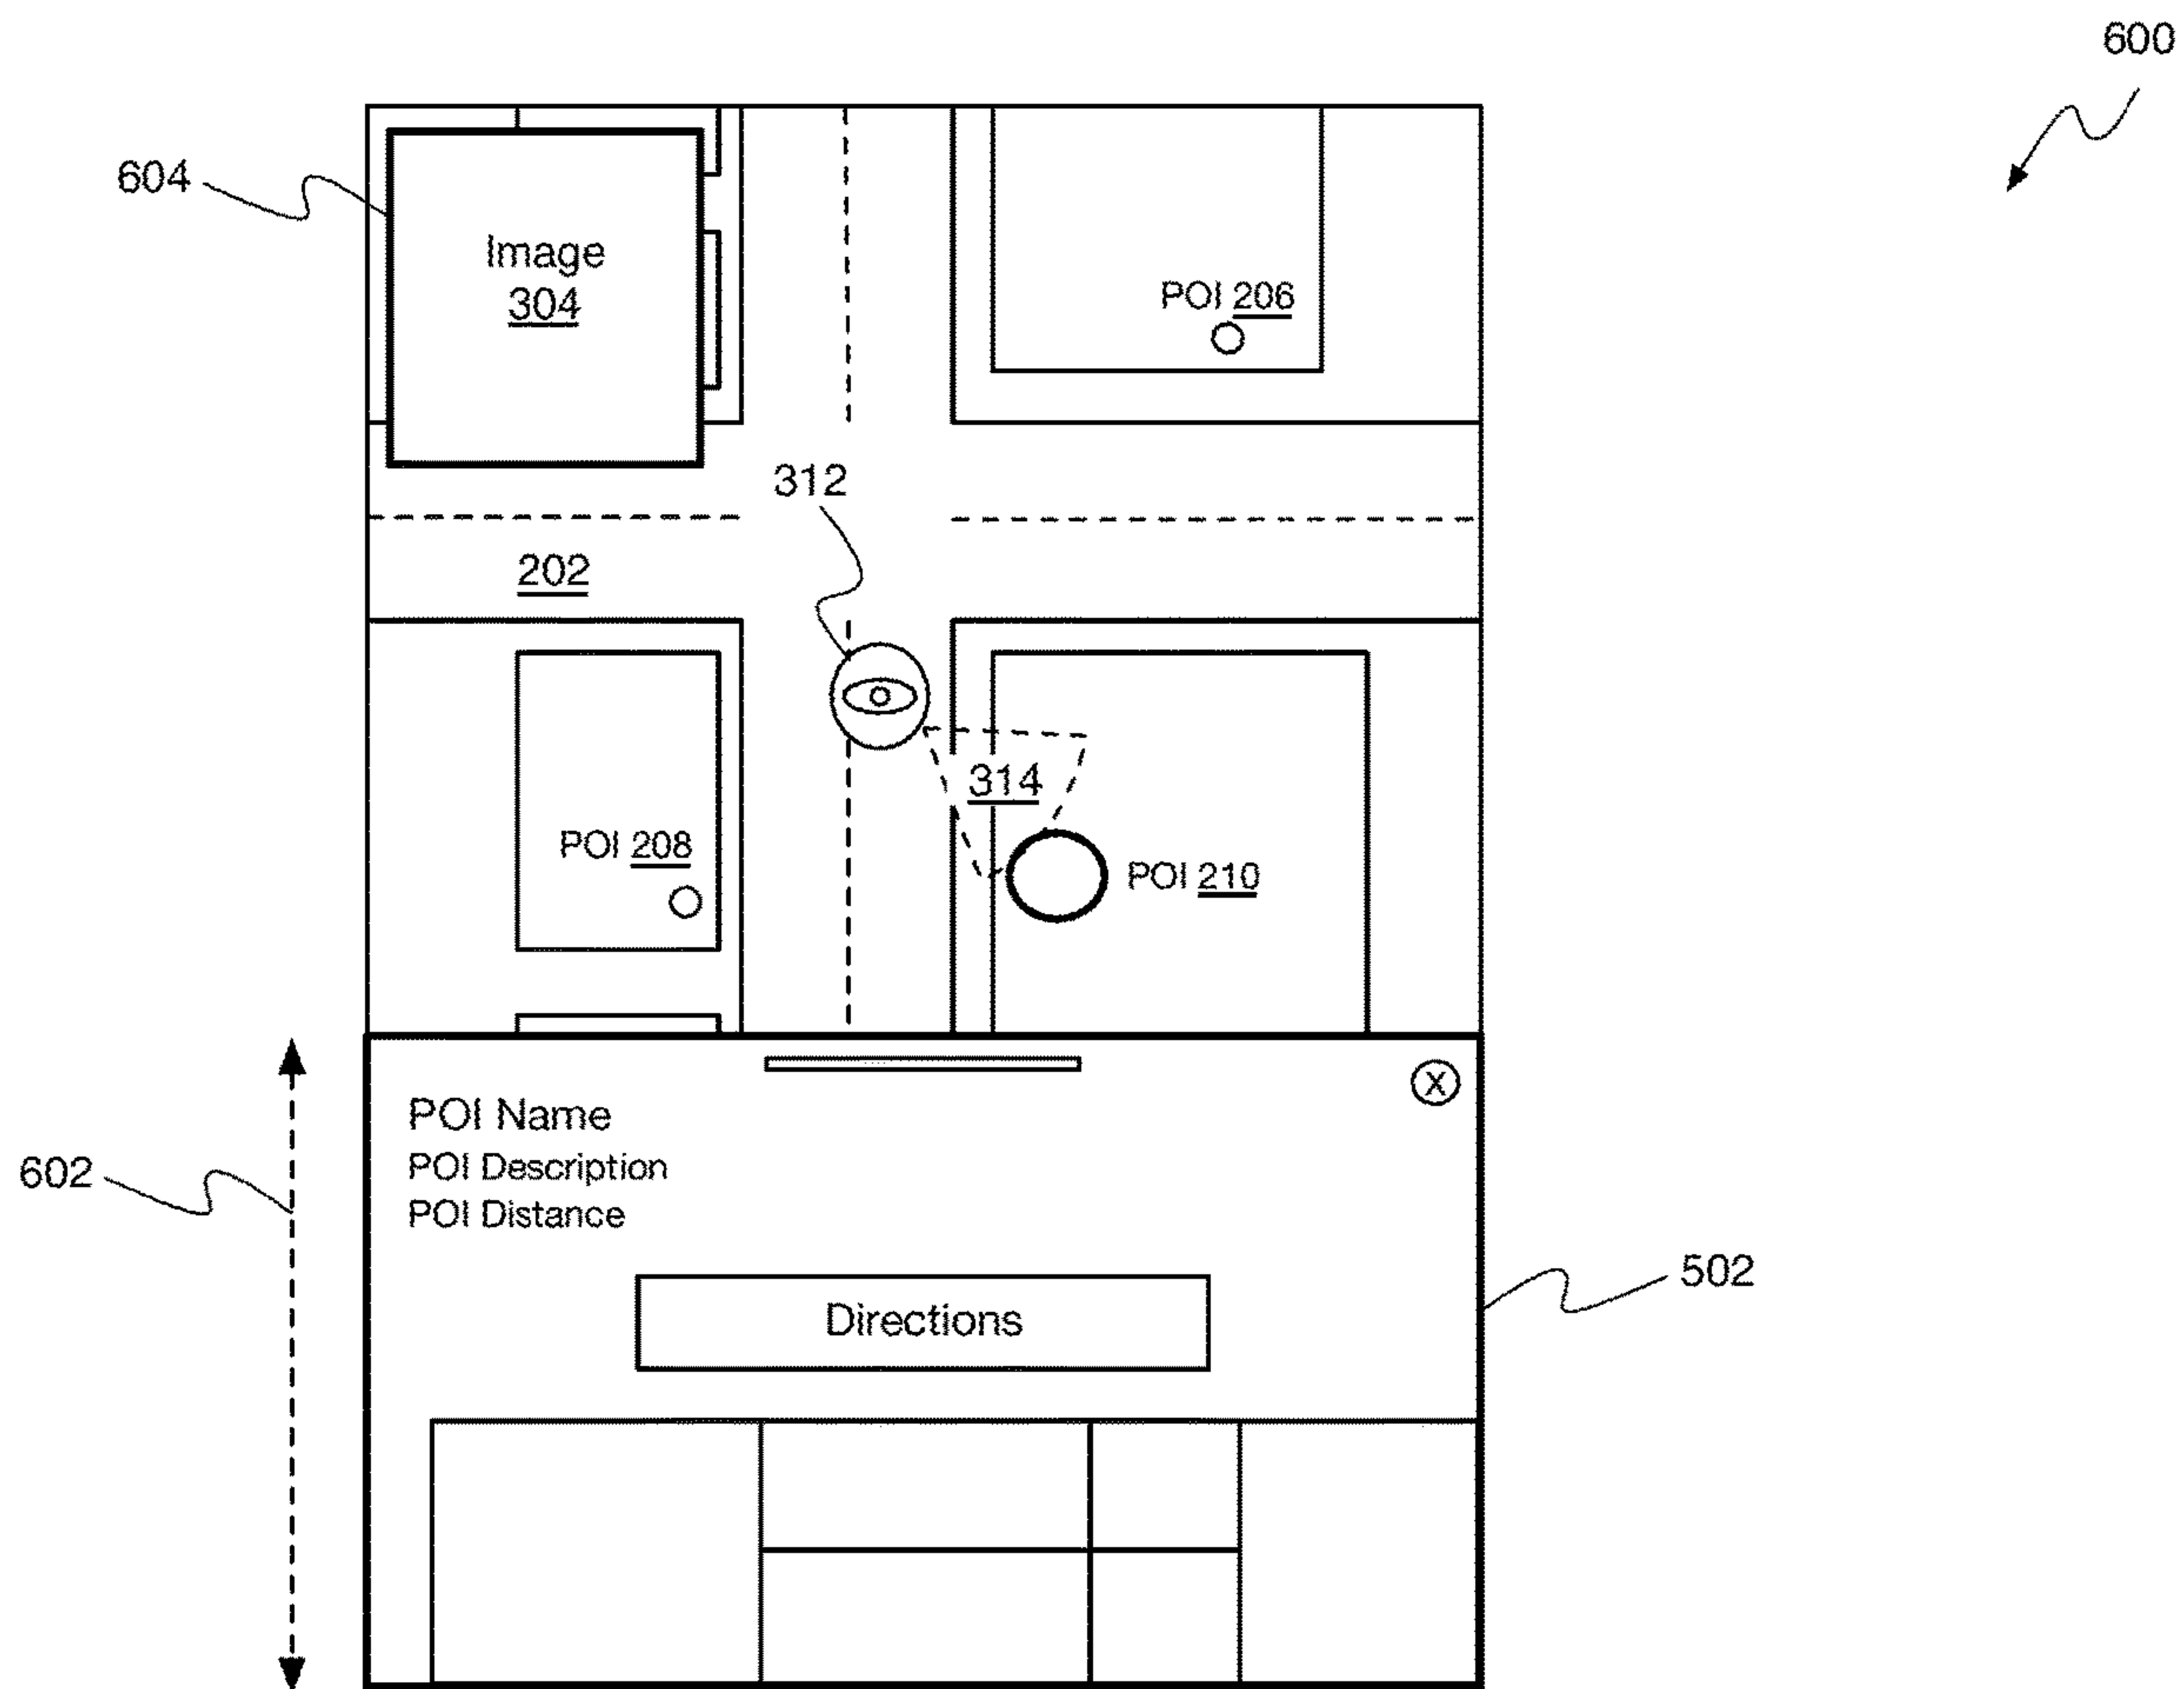 600
604
Image
304
POI 206
312
202
314
POI 208
POI 210
X
POI Name
POI Description
POI Distance
602
502
Directions